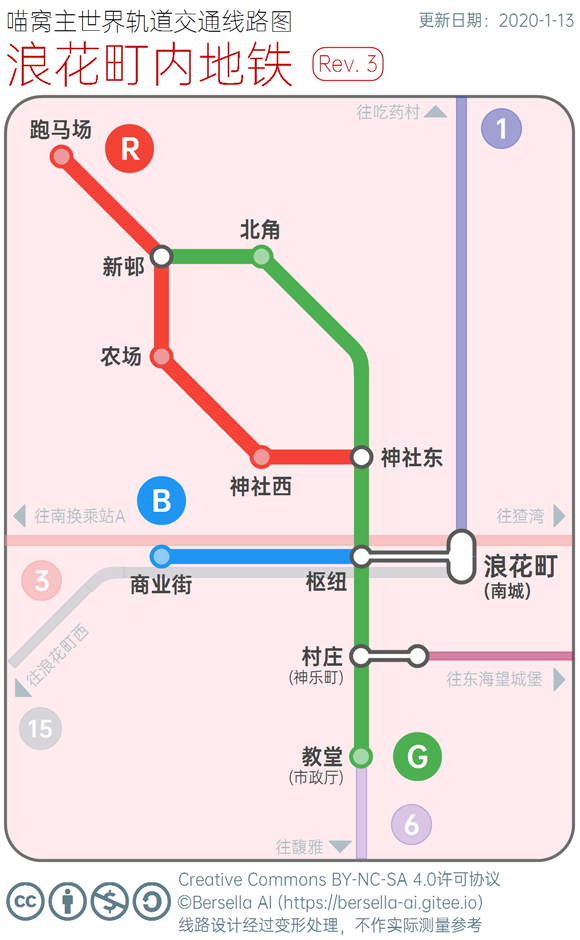 喵窝主世界轨道交通线路图
更新日期：2020-1-13
浪花町内地铁
Rev. 3
往吃药村
1
跑马场
R
北角
新邨
农场
神社东
神社西
B
往南换乘站A
往猹湾
浪花町
(南城)
3
商业街
枢纽
往浪花町西
村庄
(神乐町)
往东海望城堡
15
教堂
(市政厅)
G
6
往馥雅
cc
$
Creative Commons BY-NC-SA 4.0许可协议
©Bersella AI (https://bersella-ai.gitee.io)
线路设计经过变形处理，不作实际测量参考